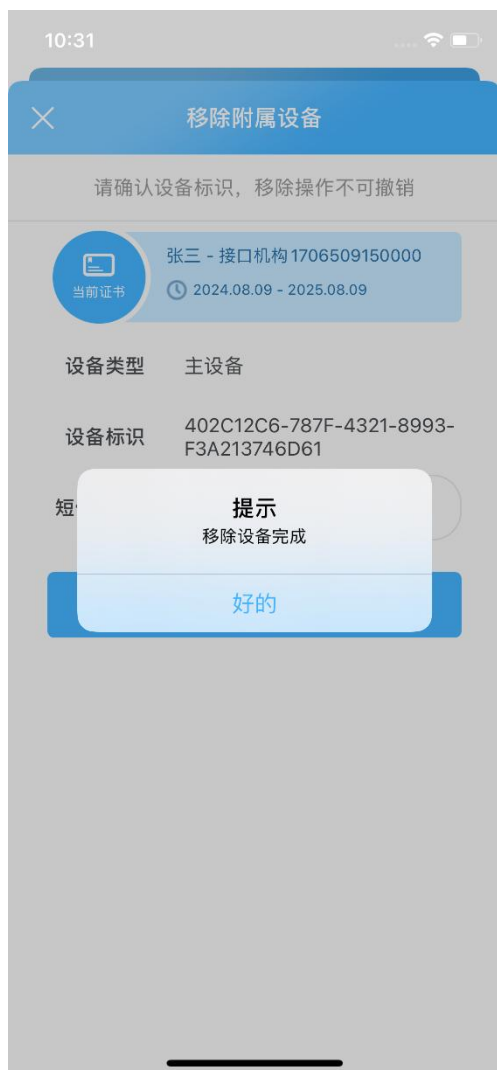 10:31
移除附属设备
请确认设备标识，移除操作不可撤销
张三 - 接口机构1706509150000
当前证书
2024.08.09 - 2025.08.09
设备类型
主设备
设备标识
402C12C6-787F-4321-8993-
F3A213746D61
短
提示
移除设备完成
好的